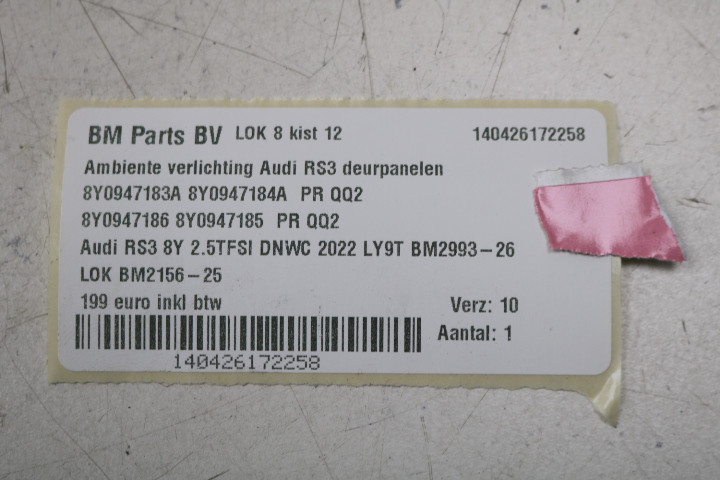 BM Parts BV LOK 8 kist 12 140426172258
Ambiente verlichting Audi RS3 deurpanelen
8Y0947183A 8Y0947184A PR QQ2
8Y0947186 8Y0947185 PR QQ2
Audi RS3 8Y 2.5TFSI DNWC 2022 LY9T BM2993-26
LOK BM2156-25
199 euro inkl btw Verz: 10
Aantal: 1
140426172258